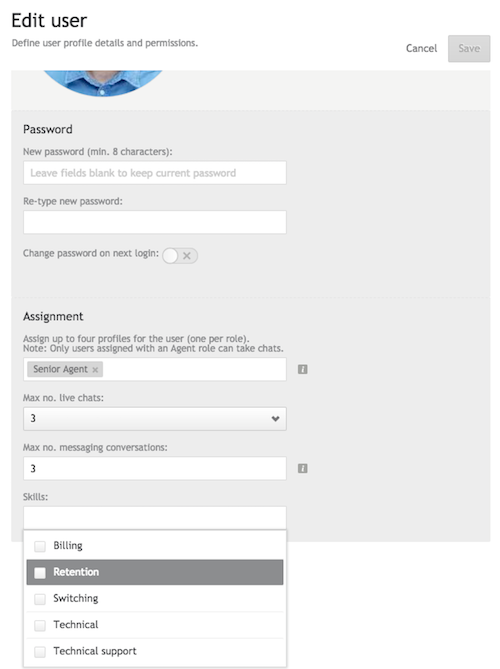 Edit user
Define user profile details and permissions.
Cancel
Save
Password
New password (min. 8 characters):
Leave fields blank to keep current password
Re-type new password:
Change password on next login:
Assignment
Assign up to four profiles for the user (one per role).
Note: Only users assigned with an Agent role can take chats.
Senior Agent ×
Max no. live chats:
3
Max no. messaging conversations:
3
Skills:
Billing
Retention
Switching
Technical
Technical support